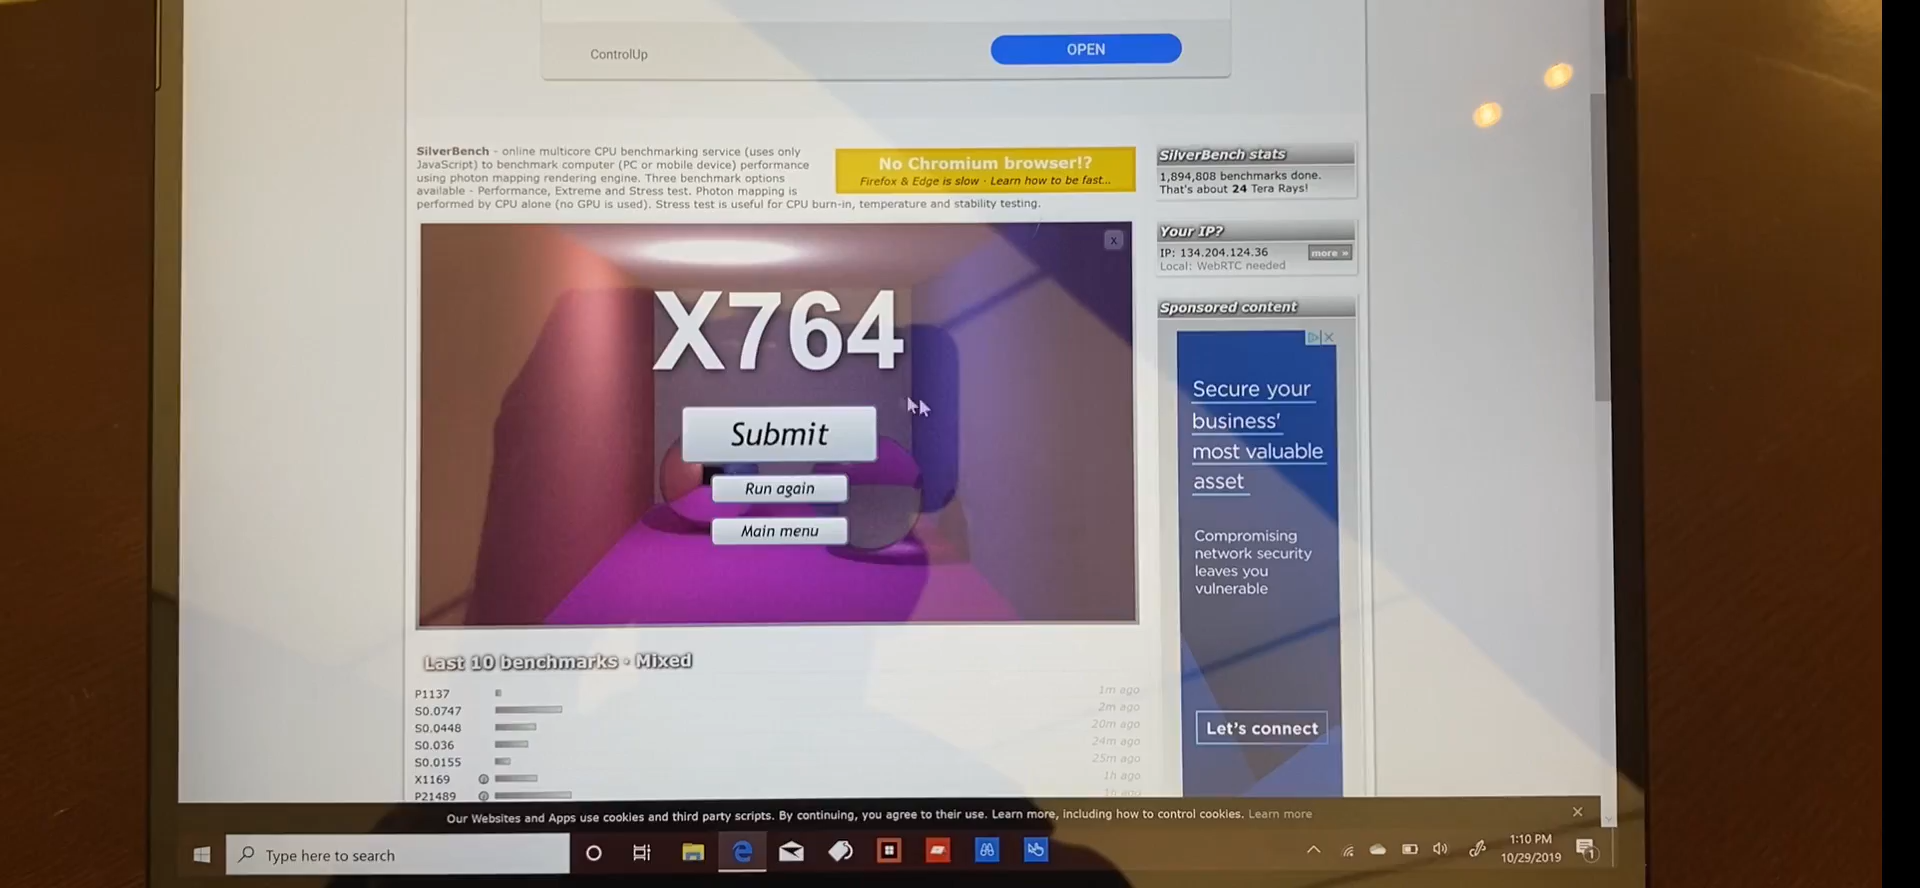 ControlUp
OPEN
SilverBench - online multicore CPU benchmarking service (uses only
JavaScript) to benchmark computer (PC or mobile device) performance
using photon mapping rendering engine. Three benchmark options
available - Performance, Extreme and Stress test. Photon mapping is
performed by CPU alone (no GPU is used). Stress test is useful for CPU burn-in, temperature and stability testing.
No Chromium browser!?
Firefox & Edge is slow · Learn how to be fast...
SilverBench stats
1,894,808 benchmarks done.
That's about 24 Tera Rays!
Your IP?
IP: 134.204.124.36
more »
Local: WebRTC needed
Sponsored content
x
X764
Submit
Run again
Main menu
Secure your
business'
most valuable
asset
Compromising
network security
leaves you
vulnerable
Let's connect
Last 10 benchmarks · Mixed
P1137 1m ago
S0.0747 2m ago
S0.0448 20m ago
S0.036 24m ago
S0.0155 25m ago
X1169 1h ago
P21489 1h ago
Our Websites and Apps use cookies and third party scripts. By continuing, you agree to their use. Learn more, including how to control cookies. Learn more
Type here to search
1:10 PM
10/29/2019
1